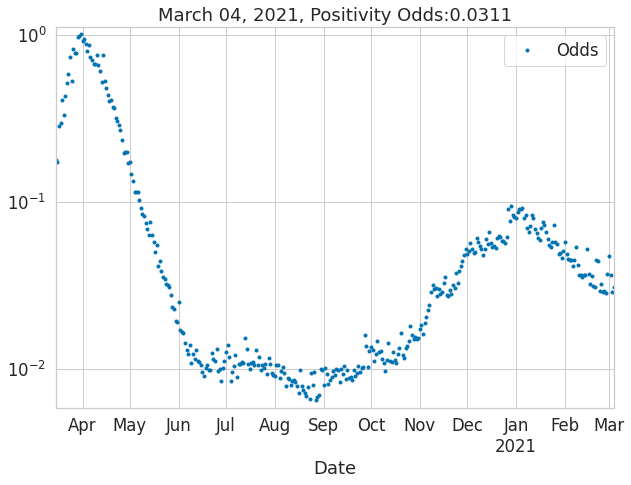 March 04, 2021, Positivity Odds:0.0311
Odds
10⁰
10⁻¹
10⁻²
Apr May Jun Jul Aug Sep Oct Nov Dec Jan Feb Mar
2021
Date